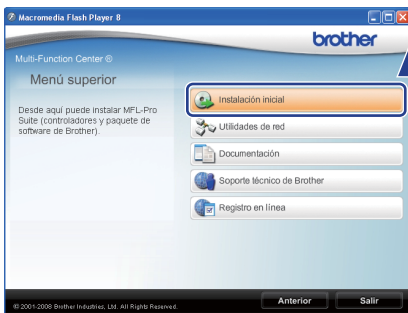 Macromedia Flash Player 8
brother
Multi-Function Center ®
Menú superior
Desde aquí puede instalar MFL-Pro
Suite (controladores y paquete de
software de Brother).
Instalación inicial
Utilidades de red
Documentación
Soporte técnico de Brother
Registro en línea
Anterior
Salir
© 2001-2008 Brother Industries, Ltd. All Rights Reserved.